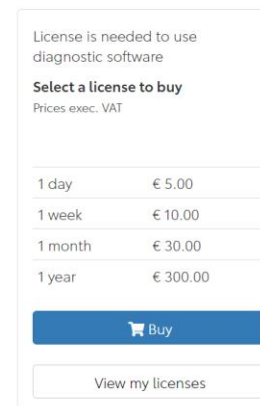 License is needed to use
diagnostic software
Select a license to buy
Prices exec. VAT
1 day € 5.00
1 week € 10.00
1 month € 30.00
1 year € 300.00
Buy
View my licenses